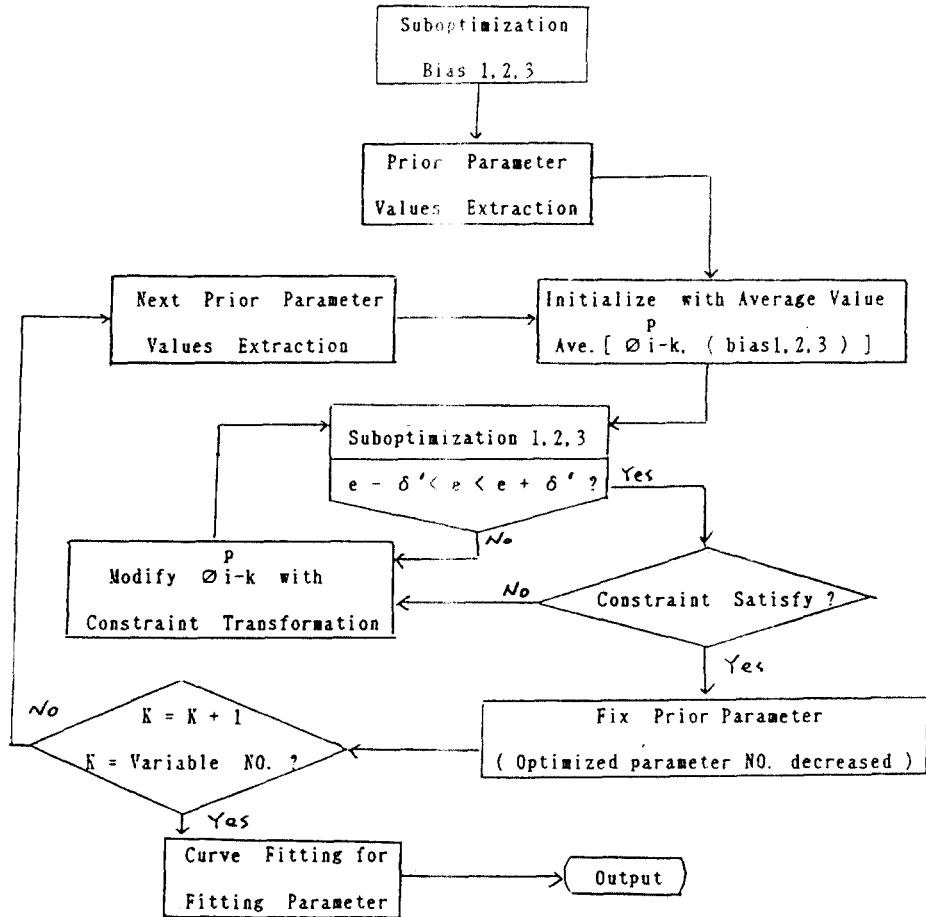 Suboptimization
Bias 1, 2, 3
Prior Parameter
Values Extraction
Next Prior Parameter
Values Extraction
Initialize with Average Value
p
Ave. [ Ø i-k, ( bias1, 2, 3 ) ]
Suboptimization 1, 2, 3
e - δ' < e < e + δ' ?
Yes
No
p
Modify Ø i-k with
Constraint Transformation
No
Constraint Satisfy ?
Yes
No
K = K + 1
K = Variable NO. ?
Fix Prior Parameter
( Optimized parameter NO. decreased )
Yes
Curve Fitting for
Fitting Parameter
Output